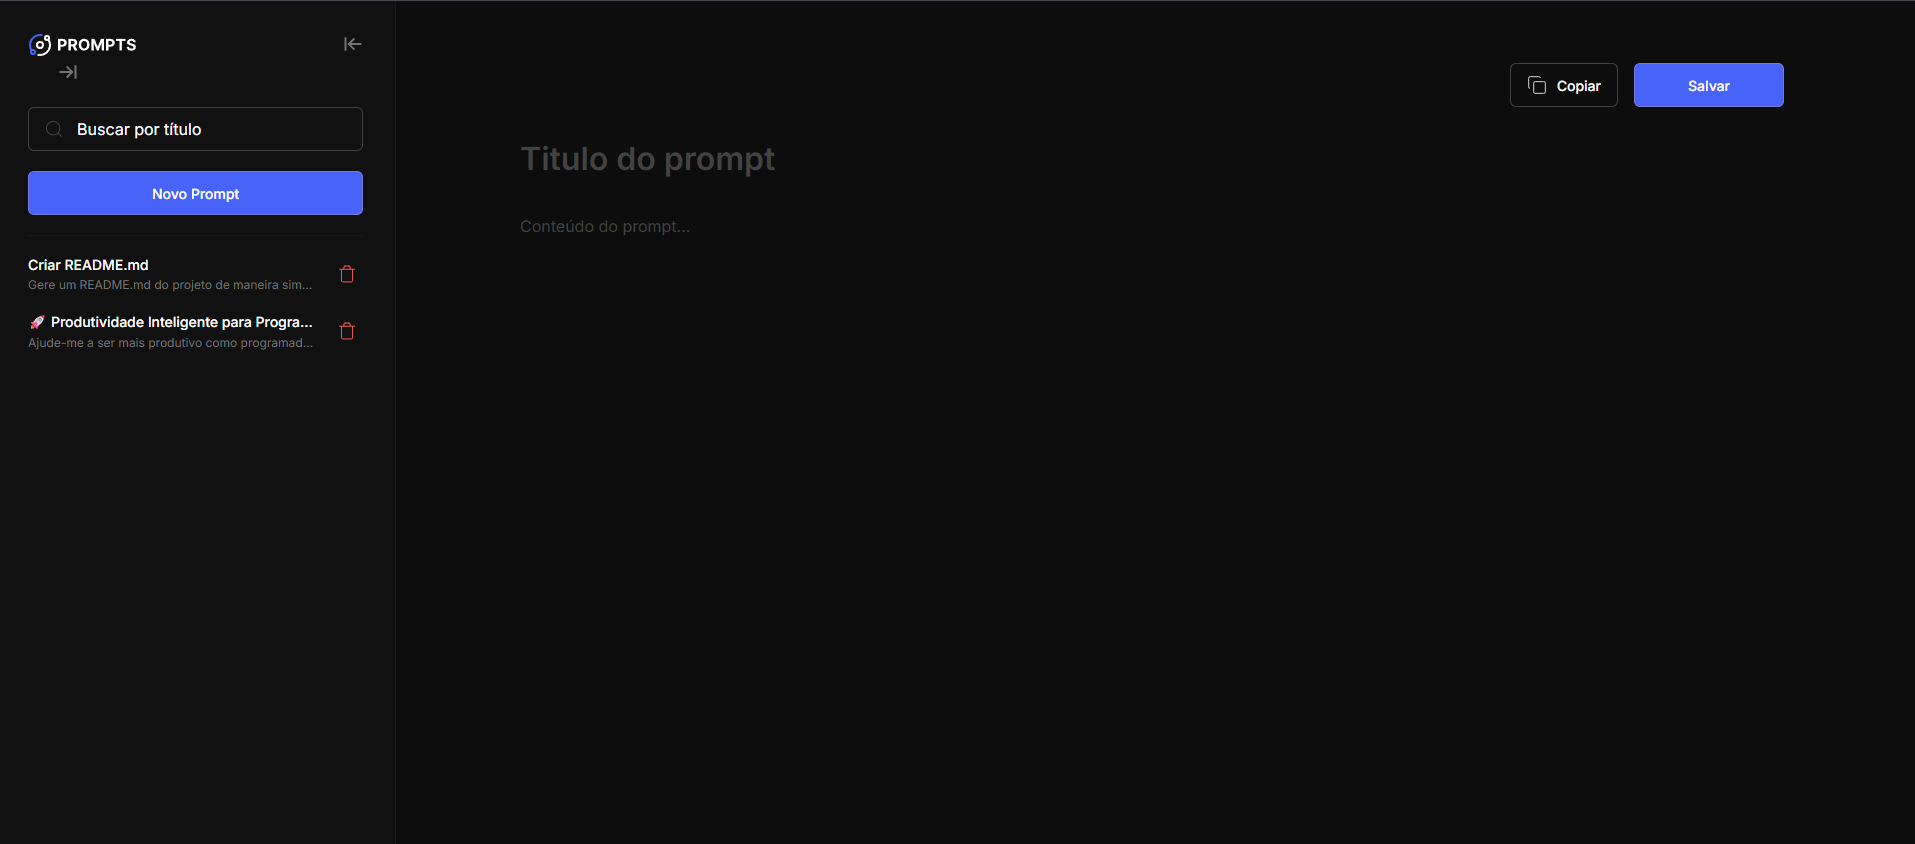 PROMPTS
Buscar por título
Novo Prompt
Criar README.md
Gere um README.md do projeto de maneira sim...
🚀 Produtividade Inteligente para Progra...
Ajude-me a ser mais produtivo como programad...
Copiar
Salvar
Titulo do prompt
Conteúdo do prompt...